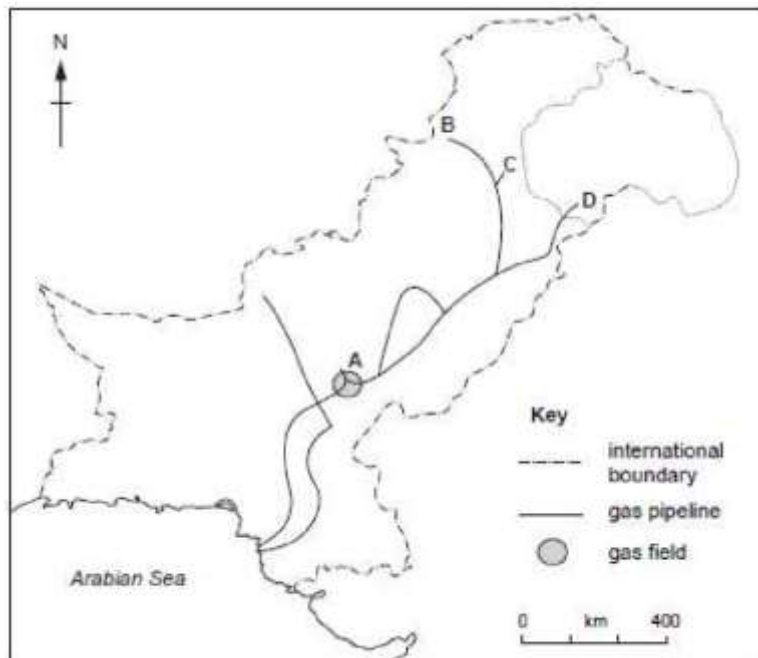 N
B
C
D
A
Key
international
boundary
gas pipeline
gas field
Arabian Sea
0 km 400